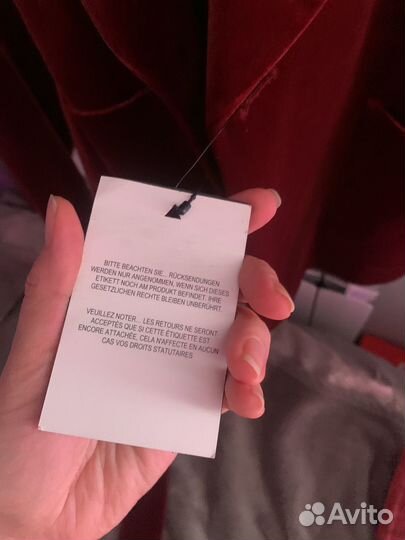 BITTE BEACHTEN SIE... RÜCKSENDUNGEN
WERDEN NUR ANGENOMMEN, WENN SICH DIESES
ETIKETT NOCH AM PRODUKT BEFINDET. IHRE
GESETZLICHEN RECHTE BLEIBEN UNBERÜHRT.
VEUILLEZ NOTER... LES RETOURS NE SERONT
ACCEPTÉS QUE SI CETTE ÉTIQUETTE EST
ENCORE ATTACHÉE, CELA N'AFFECTE EN AUCUN
CAS VOS DROITS STATUTAIRES
Avito